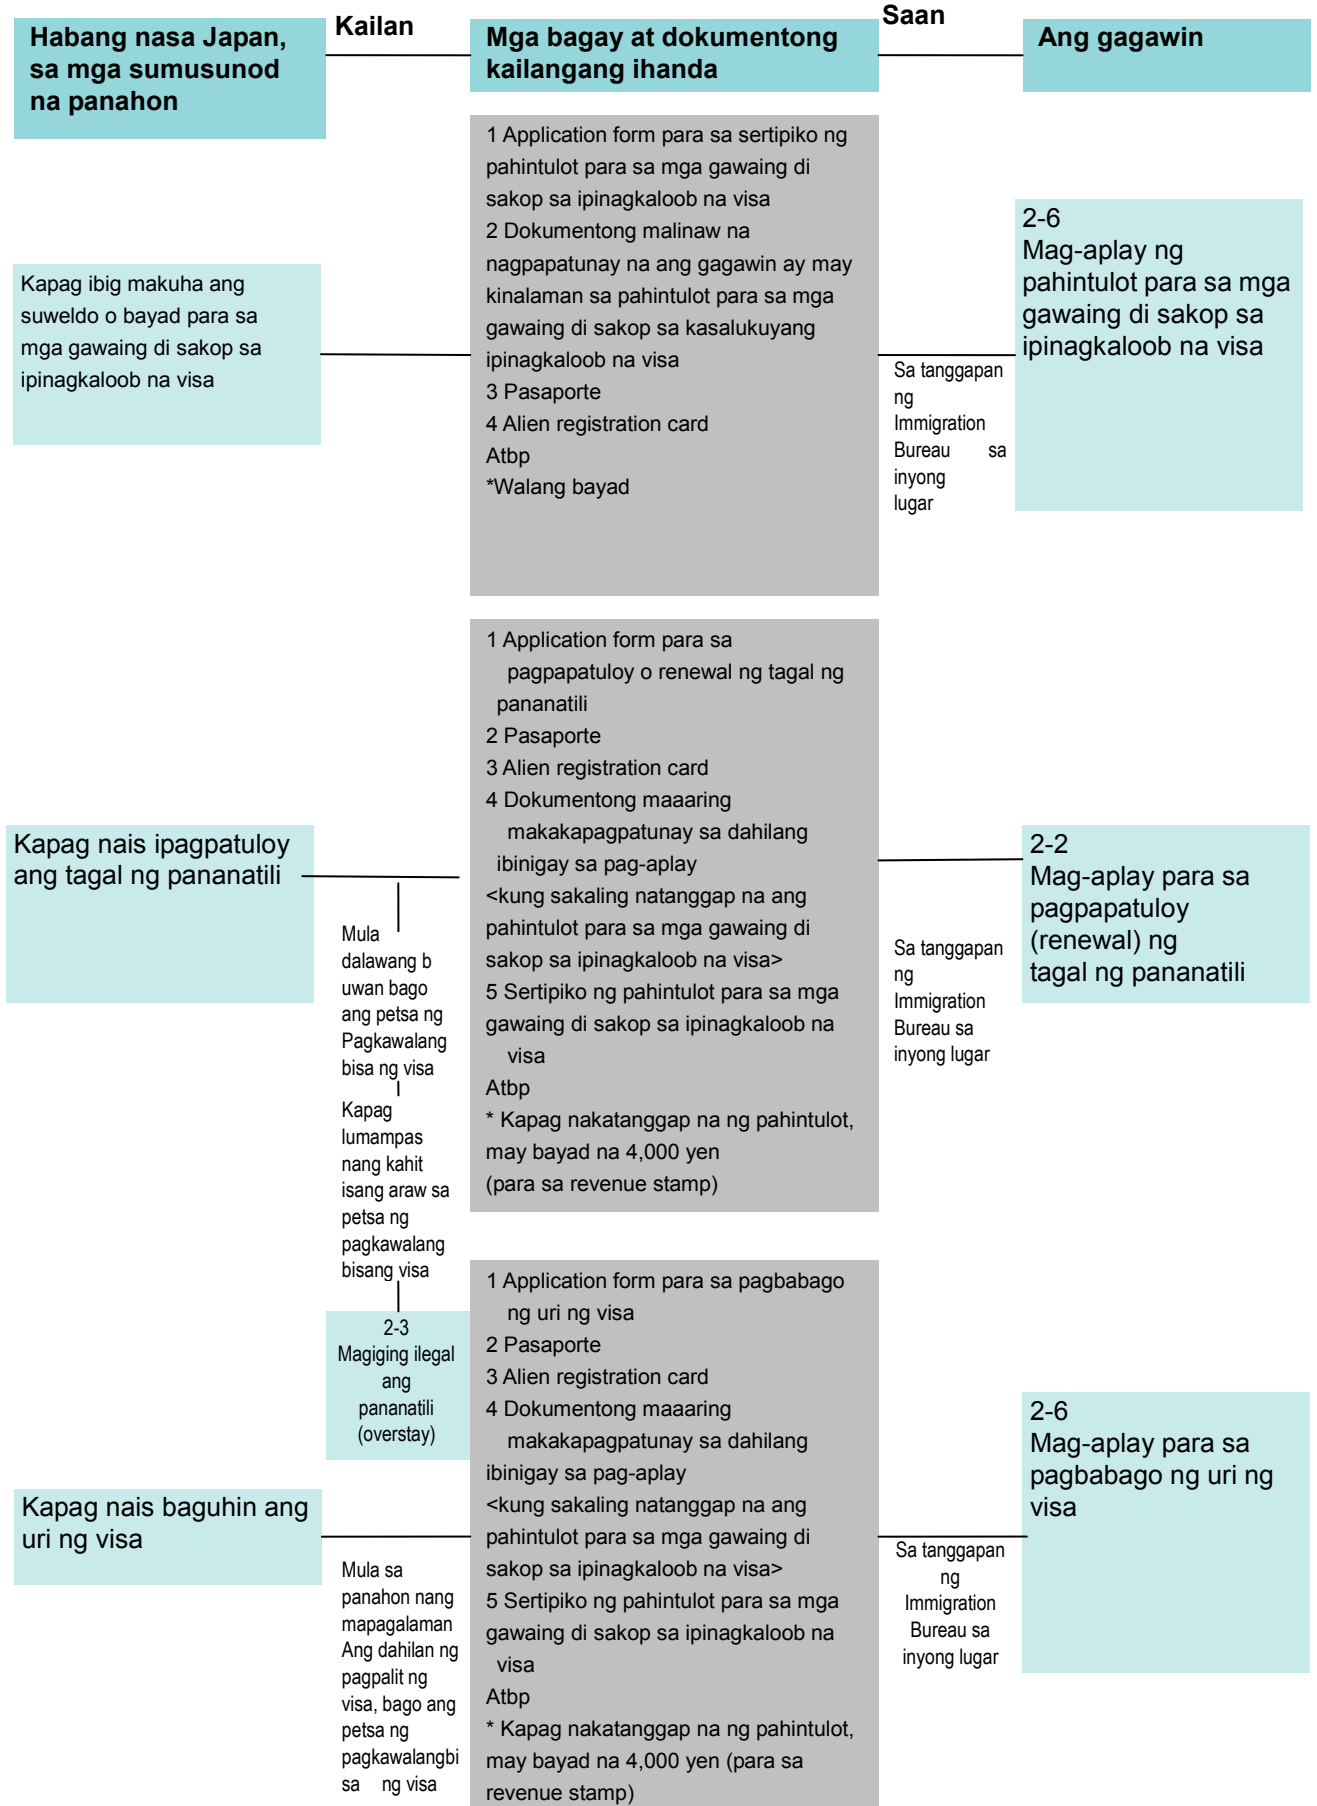 Habang nasa Japan,
sa mga sumusunod
na panahon
Kailan
Mga bagay at dokumentong
kailangang ihanda
Saan
Ang gagawin
Kapag ibig makuha ang
suweldo o bayad para sa
mga gawaing di sakop sa
ipinagkaloob na visa
1 Application form para sa sertipiko ng
pahintulot para sa mga gawaing di
sakop sa ipinagkaloob na visa
2 Dokumentong malinaw na
nagpapatunay na ang gagawin ay may
kinalaman sa pahintulot para sa mga
gawaing di sakop sa kasalukuyang
ipinagkaloob na visa
3 Pasaporte
4 Alien registration card
Atbp
*Walang bayad
Sa tanggapan
ng
Immigration
Bureau sa
inyong
lugar
2-6
Mag-aplay ng
pahintulot para sa mga
gawaing di sakop sa
ipinagkaloob na visa
Kapag nais ipagpatuloy
ang tagal ng pananatili
Mula
dalawang b
uwan bago
ang petsa ng
Pagkawalang
bisa ng visa
Kapag
lumampas
nang kahit
isang araw sa
petsa ng
pagkawalang
bisang visa
2-3
Magiging ilegal
ang
pananatili
(overstay)
1 Application form para sa
pagpapatuloy o renewal ng tagal ng
pananatili
2 Pasaporte
3 Alien registration card
4 Dokumentong maaaring
makakapagpatunay sa dahilang
ibinigay sa pag-aplay
<kung sakaling natanggap na ang
pahintulot para sa mga gawaing di
sakop sa ipinagkaloob na visa>
5 Sertipiko ng pahintulot para sa mga
gawaing di sakop sa ipinagkaloob na
visa
Atbp
* Kapag nakatanggap na ng pahintulot,
may bayad na 4,000 yen
(para sa revenue stamp)
Sa tanggapan
ng
Immigration
Bureau sa
inyong lugar
2-2
Mag-aplay para sa
pagpapatuloy
(renewal) ng
tagal ng pananatili
Kapag nais baguhin ang
uri ng visa
Mula sa
panahon nang
mapagalaman
Ang dahilan ng
pagpalit ng
visa, bago ang
petsa ng
pagkawalangbi
sa ng visa
1 Application form para sa pagbabago
ng uri ng visa
2 Pasaporte
3 Alien registration card
4 Dokumentong maaaring
makakapagpatunay sa dahilang
ibinigay sa pag-aplay
<kung sakaling natanggap na ang
pahintulot para sa mga gawaing di
sakop sa ipinagkaloob na visa>
5 Sertipiko ng pahintulot para sa mga
gawaing di sakop sa ipinagkaloob na
visa
Atbp
* Kapag nakatanggap na ng pahintulot,
may bayad na 4,000 yen (para sa
revenue stamp)
Sa tanggapan
ng
Immigration
Bureau sa
inyong lugar
2-6
Mag-aplay para sa
pagbabago ng uri ng
visa